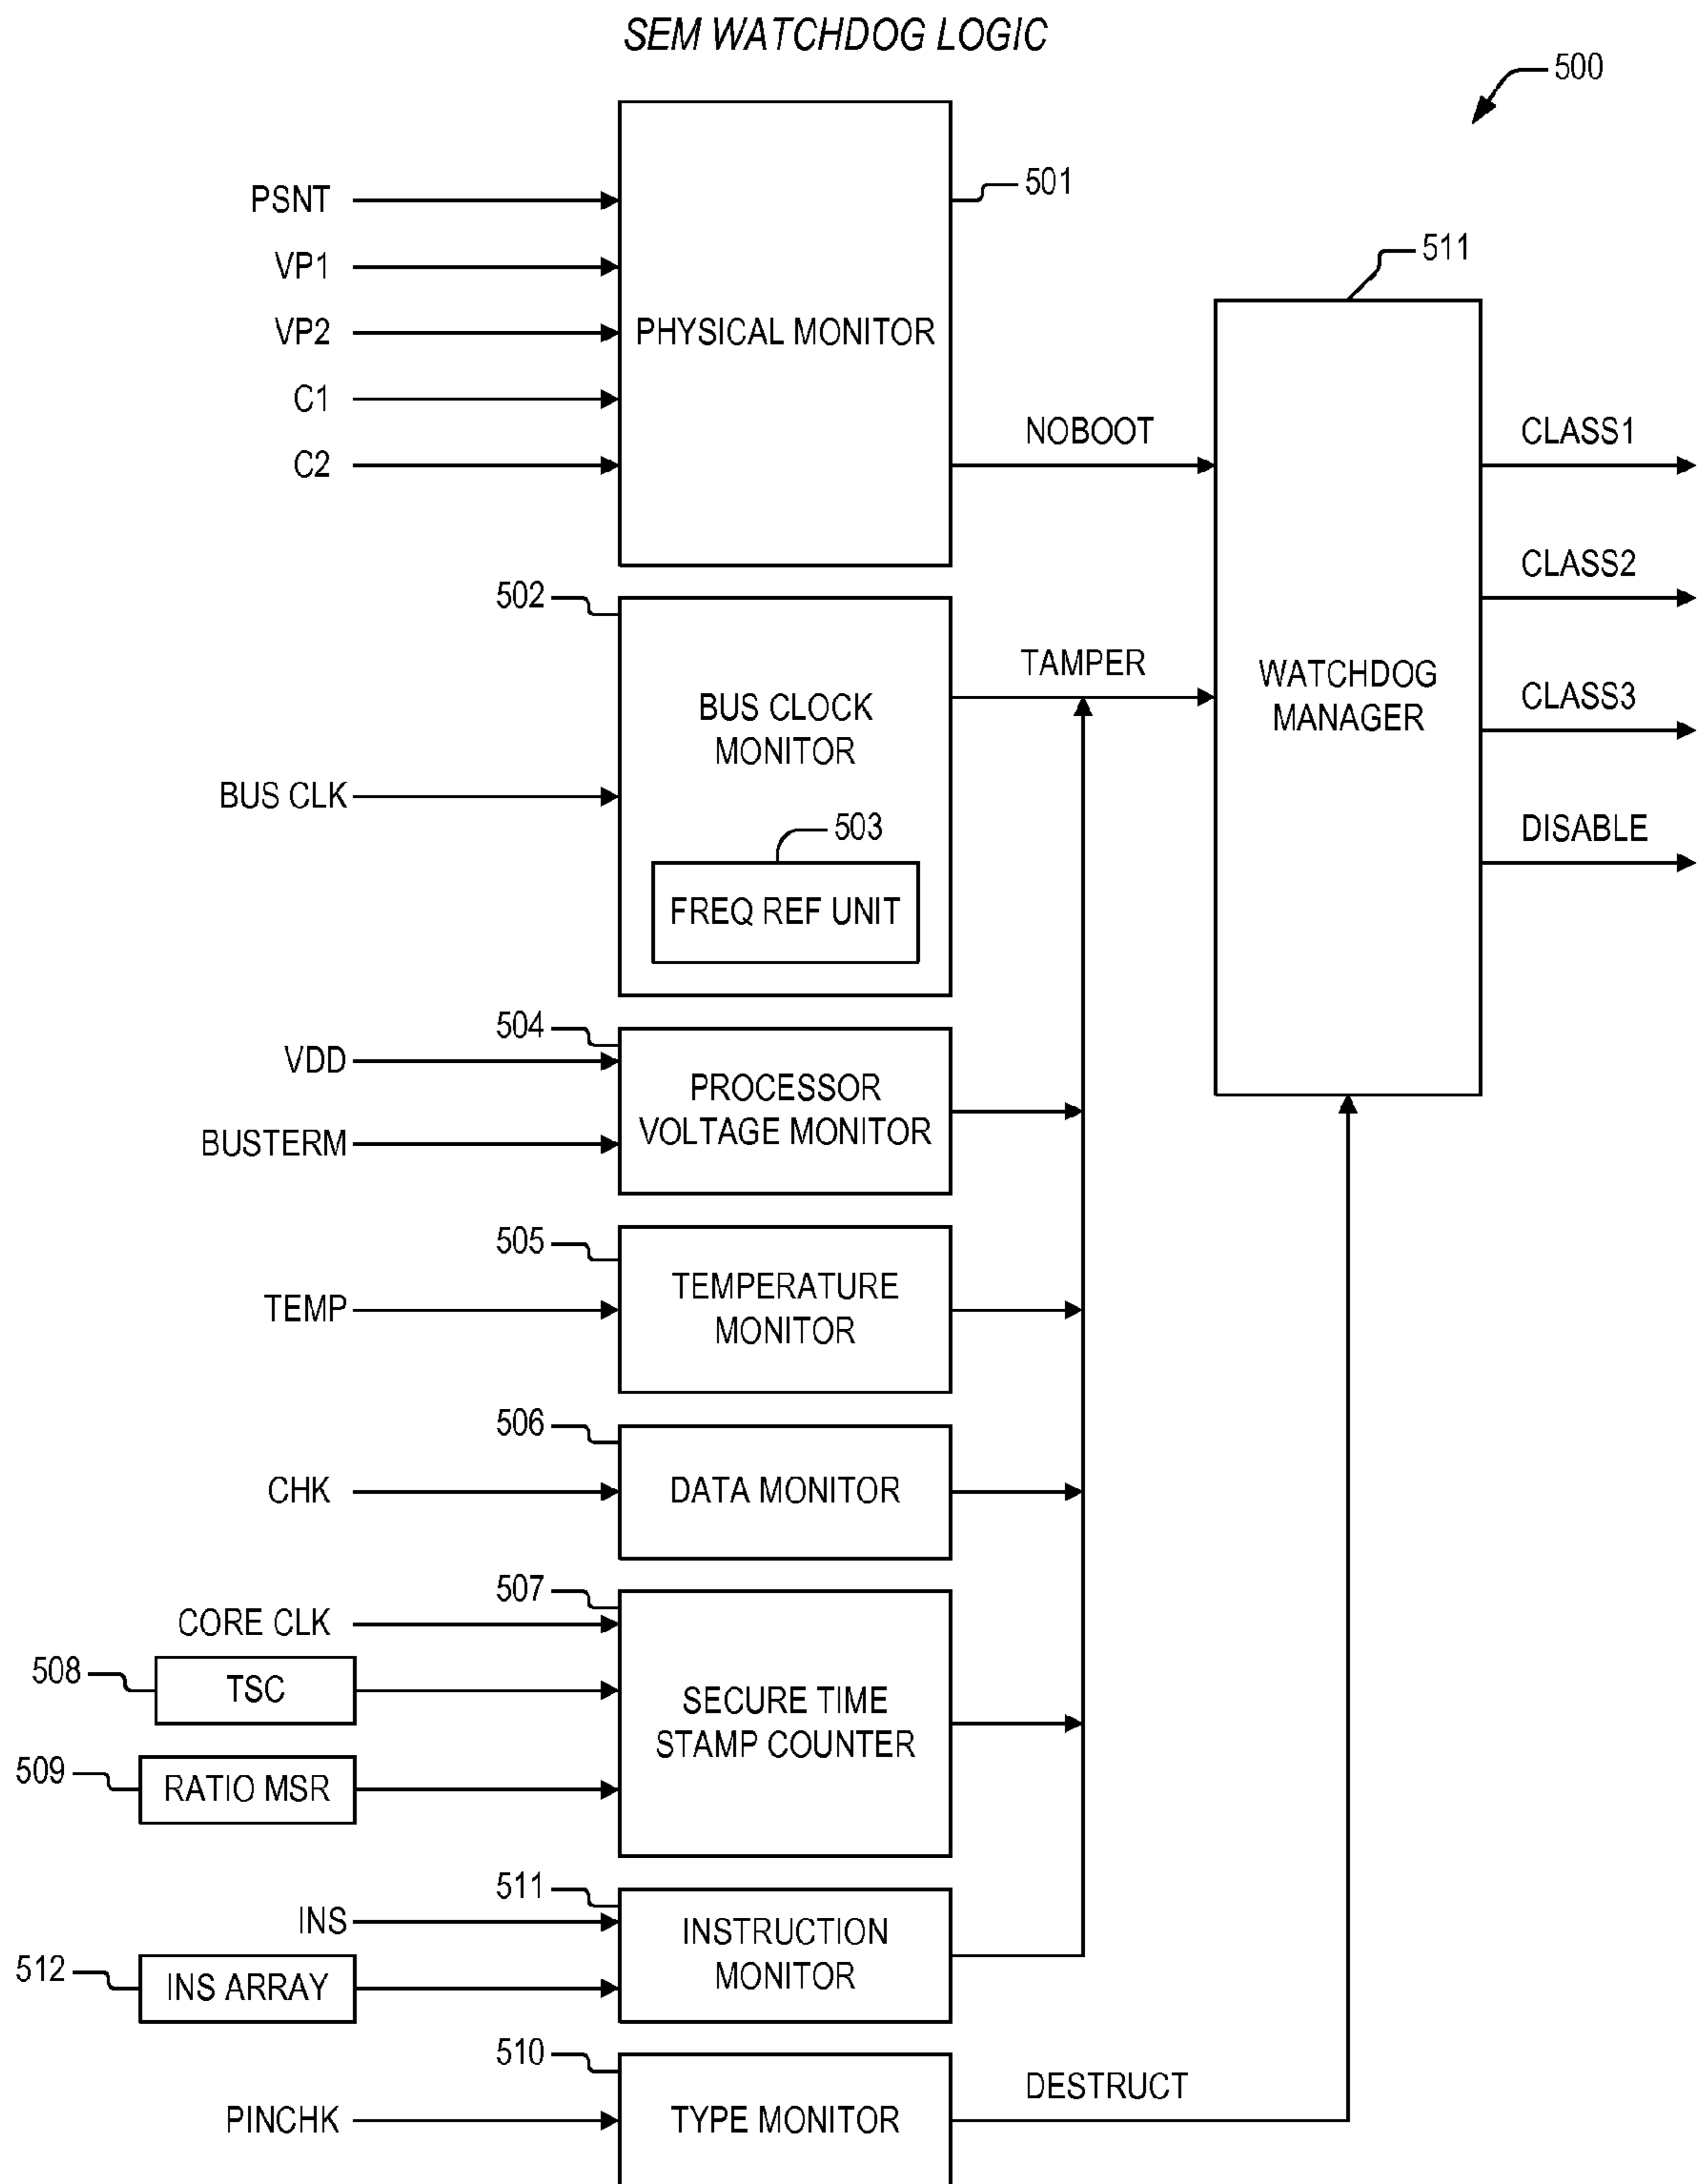 SEM WATCHDOG LOGIC
500
501
PSNT
VP1
VP2
C1
C2
PHYSICAL MONITOR
NOBOOT
511
WATCHDOG
MANAGER
CLASS1
CLASS2
CLASS3
DISABLE
502
BUS CLOCK
MONITOR
TAMPER
BUS CLK
503
FREQ REF UNIT
504
VDD
BUSTERM
PROCESSOR
VOLTAGE MONITOR
505
TEMP
TEMPERATURE
MONITOR
506
CHK
DATA MONITOR
507
CORE CLK
508
TSC
509
RATIO MSR
SECURE TIME
STAMP COUNTER
511
INS
512
INS ARRAY
INSTRUCTION
MONITOR
510
PINCHK
TYPE MONITOR
DESTRUCT